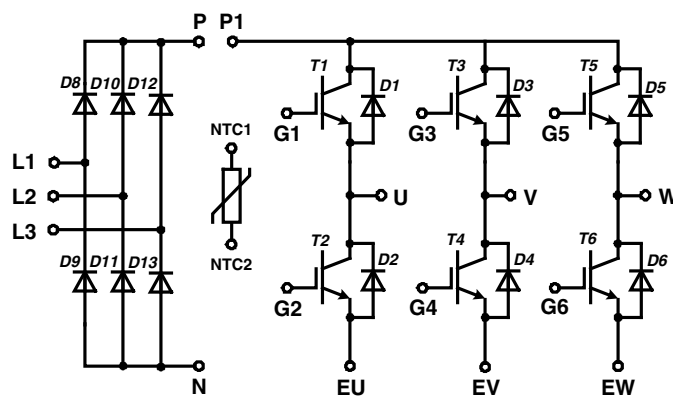 P P1
T1 T3 T5
D8 D10 D12 D1 D3 D5
G1 G3 G5
NTC1
L1
L2 U V W
L3
T2 T4 T6
NTC2
D9 D11 D13 D2 D4 D6
G2 G4 G6
N EU EV EW